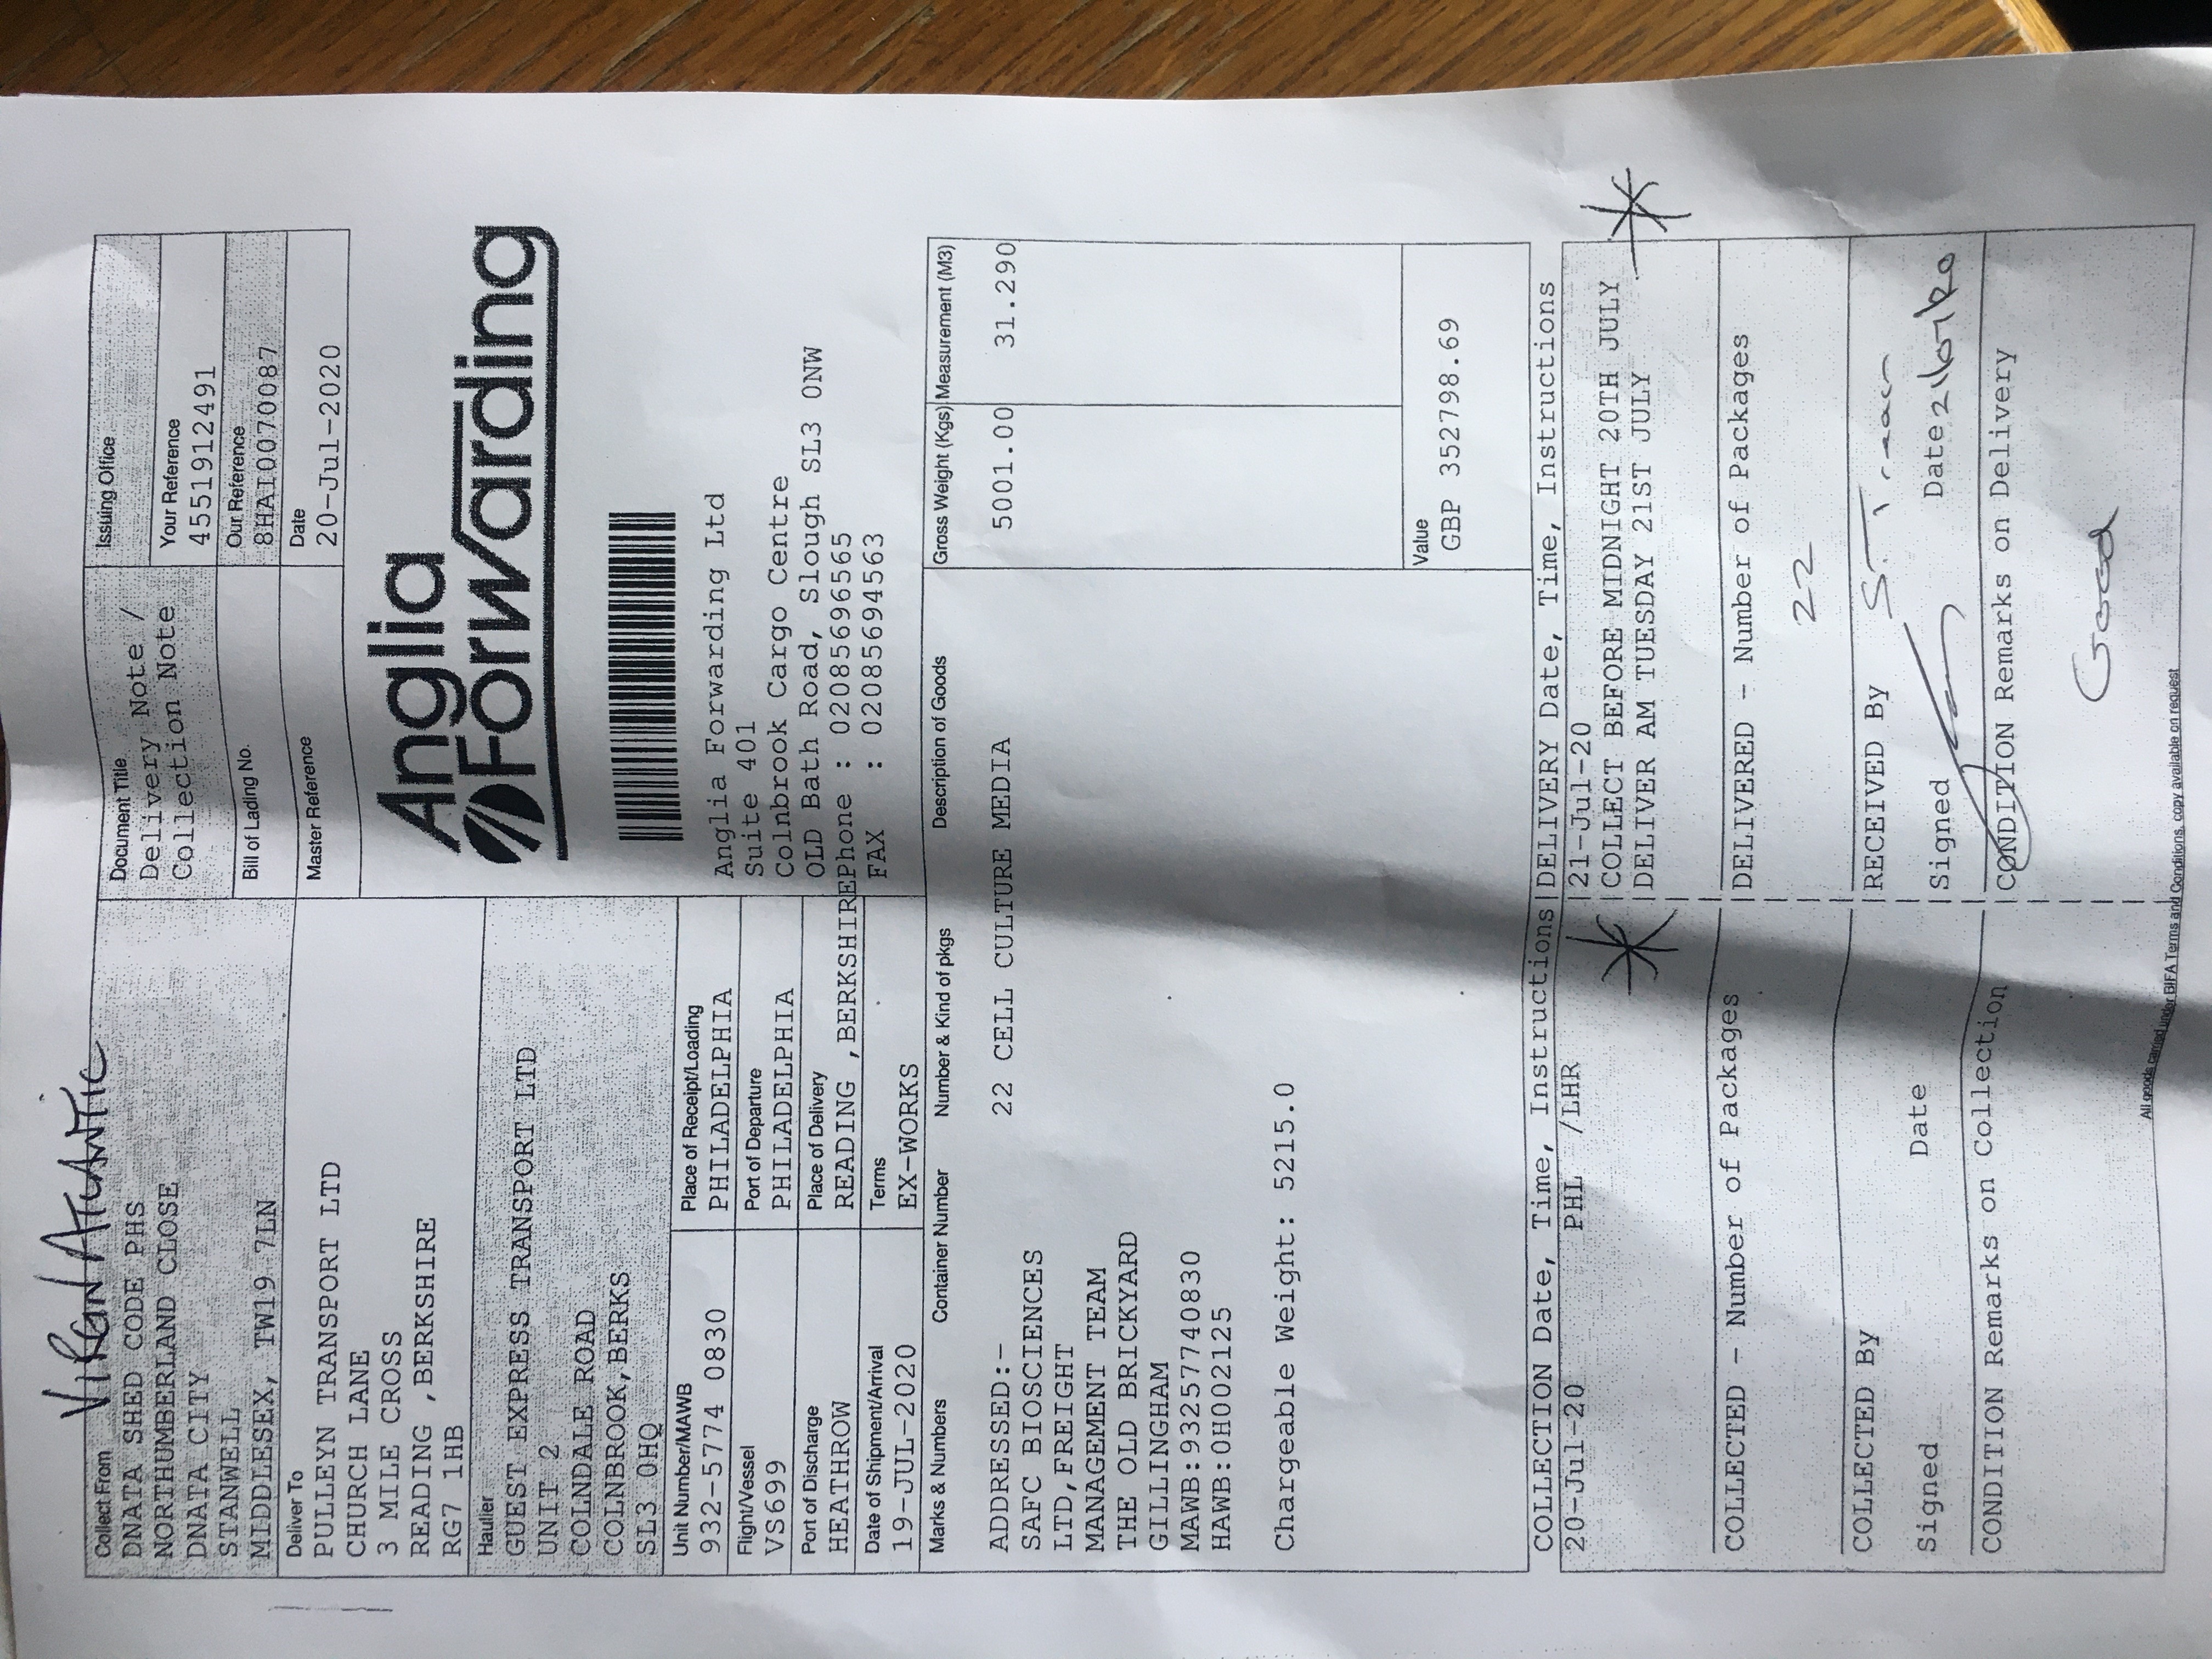 VIRGIN ATLANTIC
Collect From
DNATA SHED CODE PHS
NORTHUMBERLAND CLOSE
DNATA CITY
STANWELL
MIDDLESEX, TW19 7LN
Document Title
Delivery Note /
Collection Note
Issuing Office
Your Reference
4551912491
Bill of Lading No.
Our Reference
8HAI0070087
Master Reference
Date
20-Jul-2020
Deliver To
PULLEYN TRANSPORT LTD
CHURCH LANE
3 MILE CROSS
READING ,BERKSHIRE
RG7 1HB
Anglia
Forwarding
Haulier
GUEST EXPRESS TRANSPORT LTD
UNIT 2
COLNDALE ROAD
COLNBROOK,BERKS
SL3 0HQ
Unit Number/MAWB
932-5774 0830
Place of Receipt/Loading
PHILADELPHIA
Flight/Vessel
VS699
Port of Departure
PHILADELPHIA
Port of Discharge
HEATHROW
Place of Delivery
READING ,BERKSHIRE
Date of Shipment/Arrival
19-JUL-2020
Terms
EX-WORKS
Anglia Forwarding Ltd
Suite 401
Colnbrook Cargo Centre
OLD Bath Road, Slough SL3 0NW
Phone : 02085696565
FAX : 02085694563
Marks & Numbers Container Number Number & Kind of pkgs Description of Goods Gross Weight (Kgs) Measurement (M3)
22 CELL CULTURE MEDIA 5001.00 31.290
ADDRESSED:-
SAFC BIOSCIENCES
LTD,FREIGHT
MANAGEMENT TEAM
THE OLD BRICKYARD
GILLINGHAM
MAWB:93257740830
HAWB:0H002125
Chargeable Weight: 5215.0
Value
GBP 352798.69
COLLECTION Date, Time, Instructions
20-Jul-20 PHL /LHR
DELIVERY Date, Time, Instructions
21-Jul-20
COLLECT BEFORE MIDNIGHT 20TH JULY
DELIVER AM TUESDAY 21ST JULY
COLLECTED - Number of Packages
DELIVERED - Number of Packages
22
COLLECTED By
Signed Date
RECEIVED By
Signed Date
CONDITION Remarks on Collection
CONDITION Remarks on Delivery
Good
All goods carried under BIFA Terms and Conditions, copy available on request